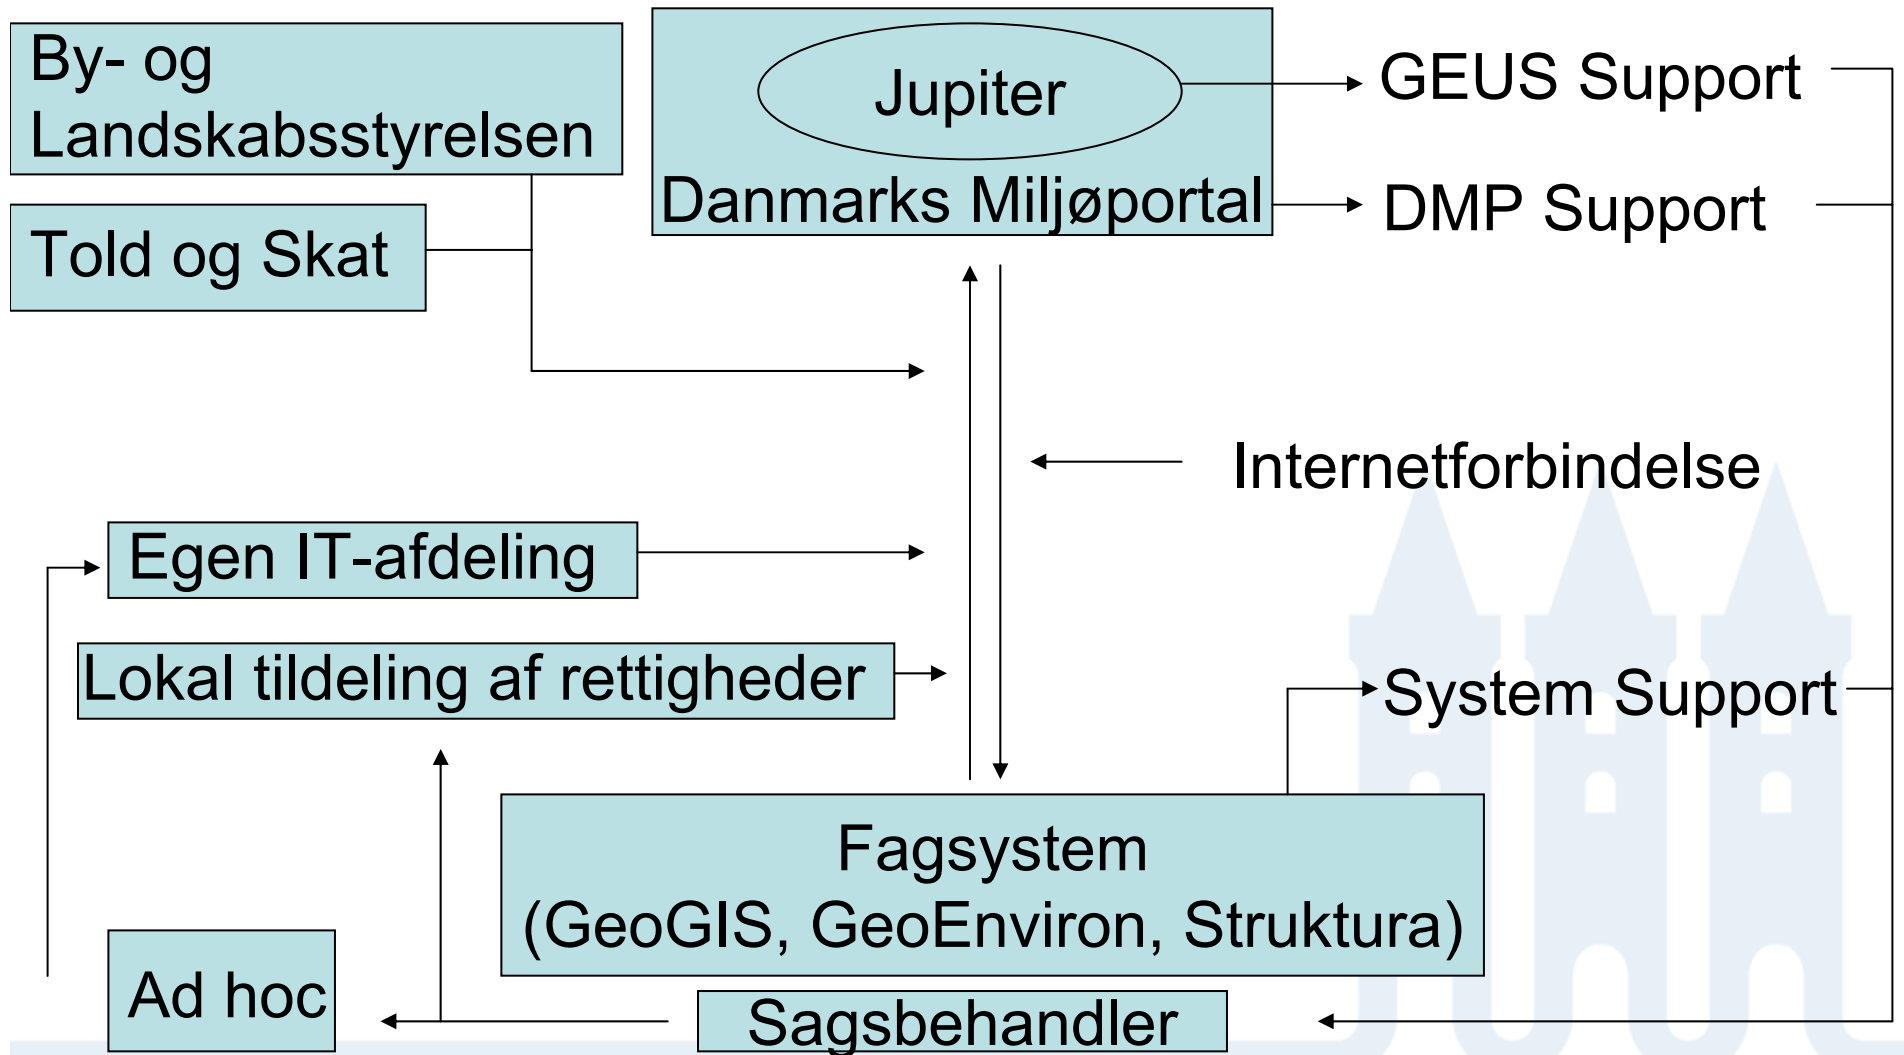 By- og
Landskabsstyrelsen
Told og Skat
Jupiter
Danmarks Miljøportal
GEUS Support
DMP Support
Internetforbindelse
Egen IT-afdeling
Lokal tildeling af rettigheder
System Support
Fagsystem
(GeoGIS, GeoEnviron, Struktura)
Ad hoc
Sagsbehandler